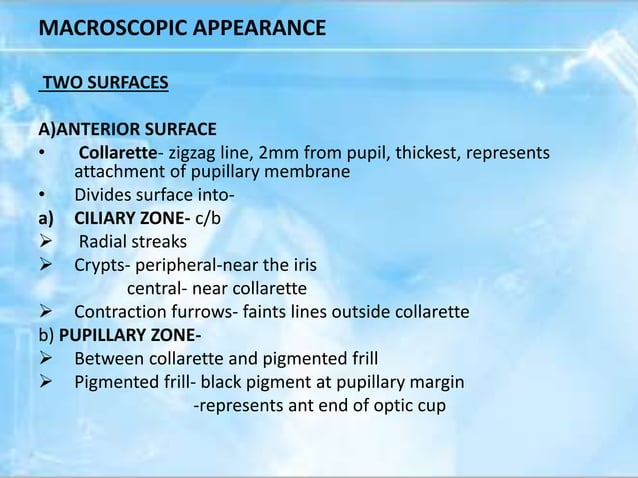 MACROSCOPIC APPEARANCE
TWO SURFACES
A)ANTERIOR SURFACE
• Collarette- zigzag line, 2mm from pupil, thickest, represents
attachment of pupillary membrane
• Divides surface into-
a) CILIARY ZONE- c/b
➢ Radial streaks
➢ Crypts- peripheral-near the iris
central- near collarette
➢ Contraction furrows- faints lines outside collarette
b) PUPILLARY ZONE-
➢ Between collarette and pigmented frill
➢ Pigmented frill- black pigment at pupillary margin
-represents ant end of optic cup